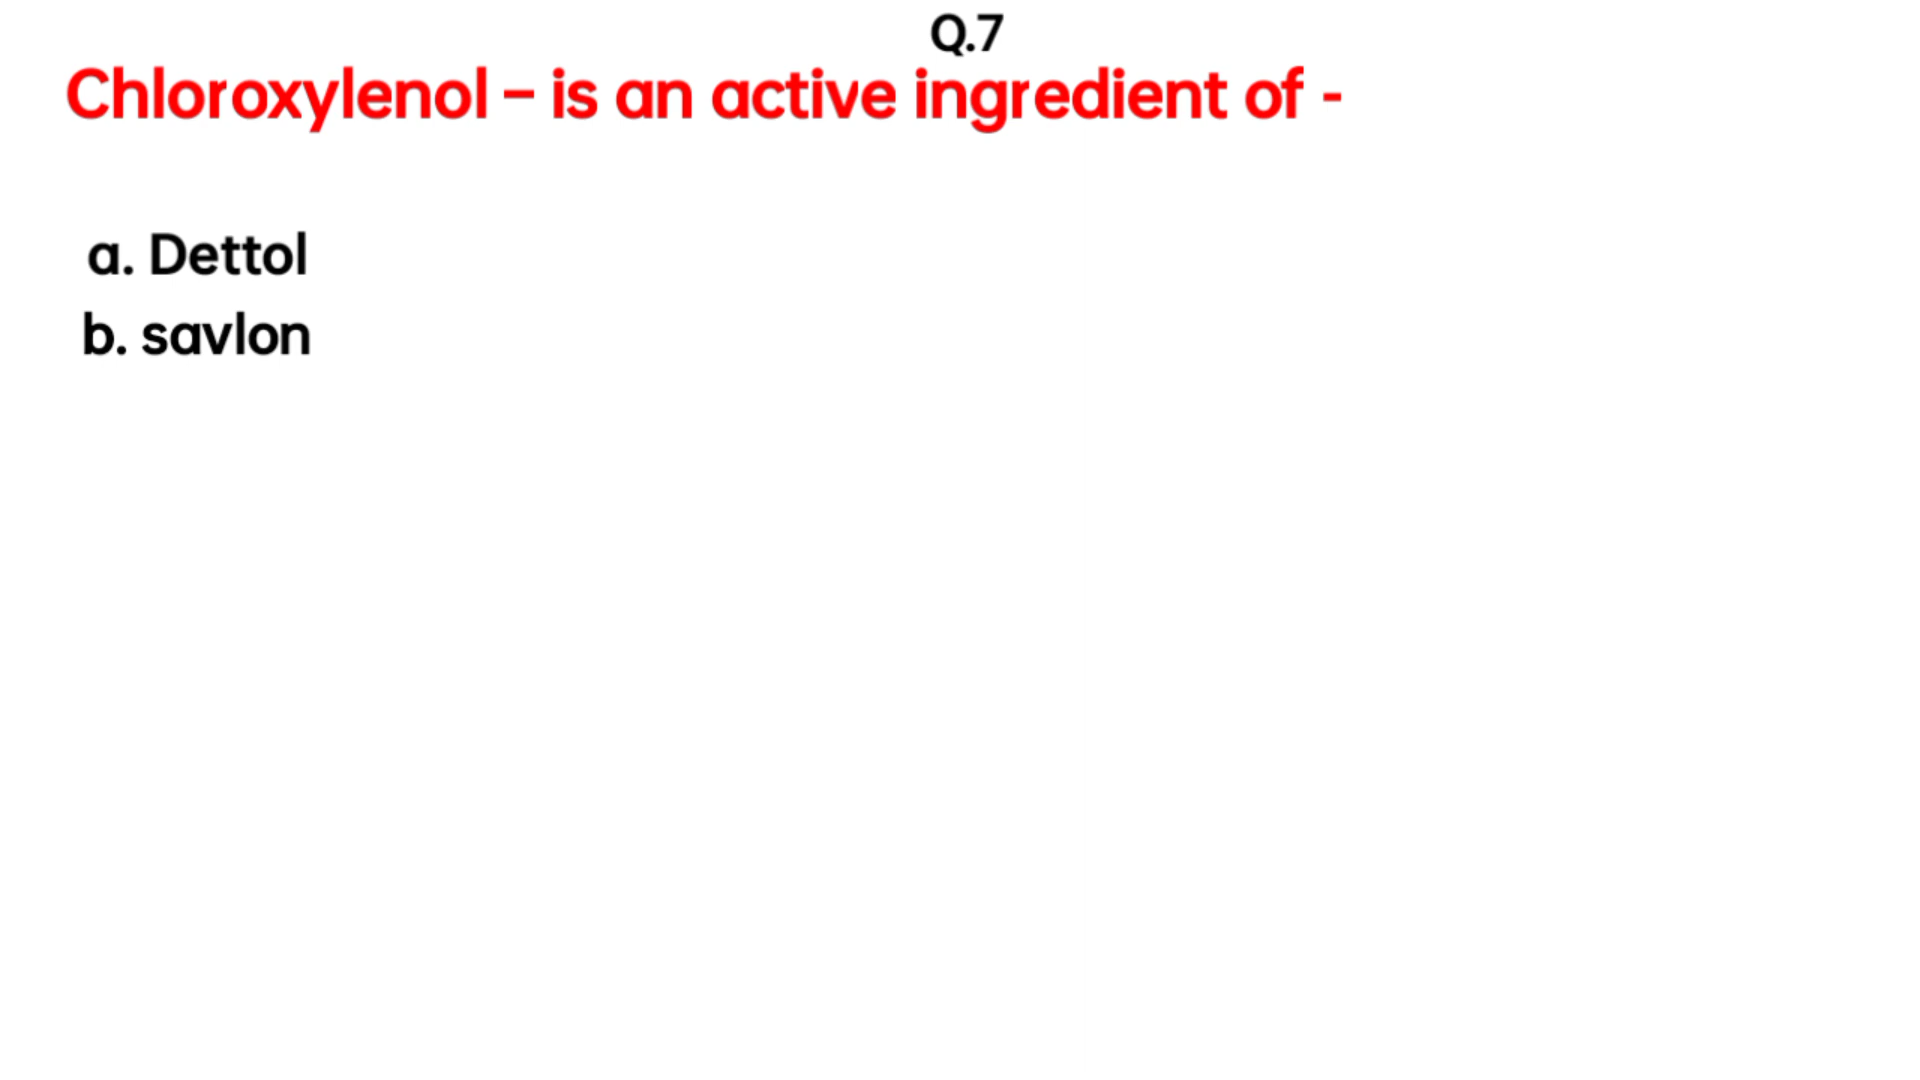 Q.7
Chloroxylenol – is an active ingredient of -
a. Dettol
b. savlon